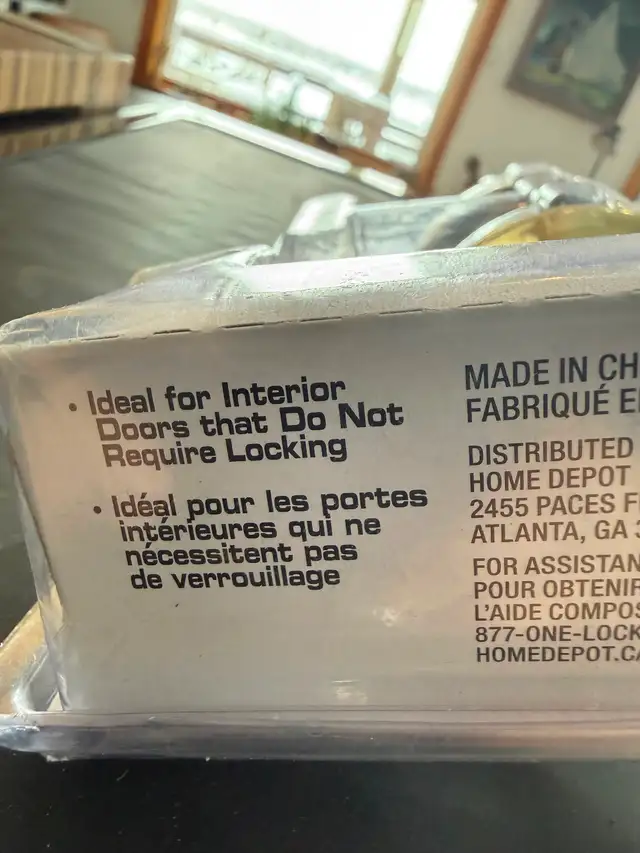 • Ideal for Interior
Doors that Do Not
Require Locking
• Idéal pour les portes
intérieures qui ne
nécessitent pas
de verrouillage
MADE IN CH
FABRIQUÉ E
DISTRIBUTED
HOME DEPOT
2455 PACES F
ATLANTA, GA
FOR ASSISTAN
POUR OBTENIR
L'AIDE COMPOS
877-ONE-LOCK
HOMEDEPOT.CA